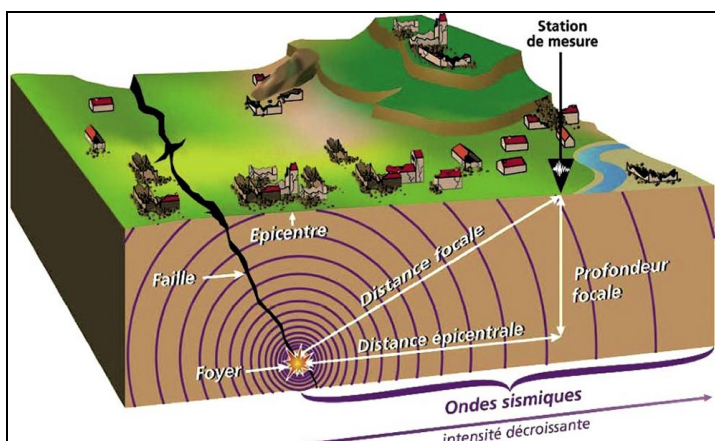 Station
de mesure
Epicentre
Faille
Distance focale
Profondeur
focale
Distance épicentrale
Foyer
Ondes sismiques
intensité décroissante